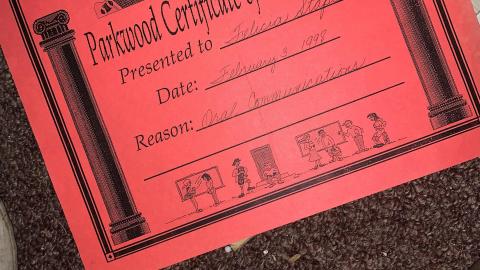 Parkwood Certificate
Presented to Felicia
Date: February 3 1998
Reason: Oral Communications